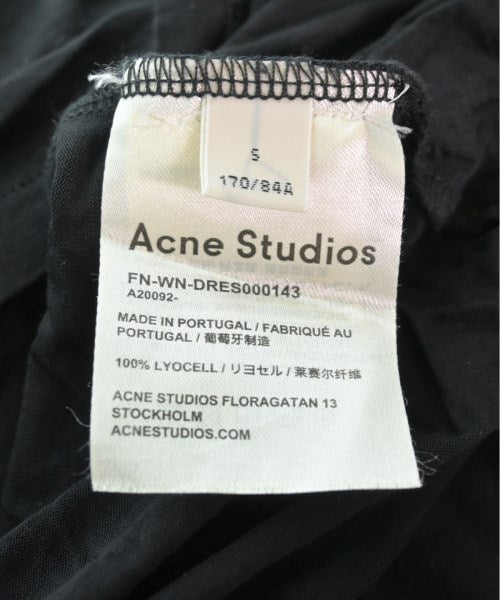 S
170/84A
Acne Studios
FN-WN-DRES000143
A20092-
MADE IN PORTUGAL / FABRIQUÉ AU
PORTUGAL / 葡萄牙制造
100% LYOCELL / リヨセル / 莱赛尔纤维
ACNE STUDIOS FLORAGATAN 13
STOCKHOLM
ACNESTUDIOS.COM